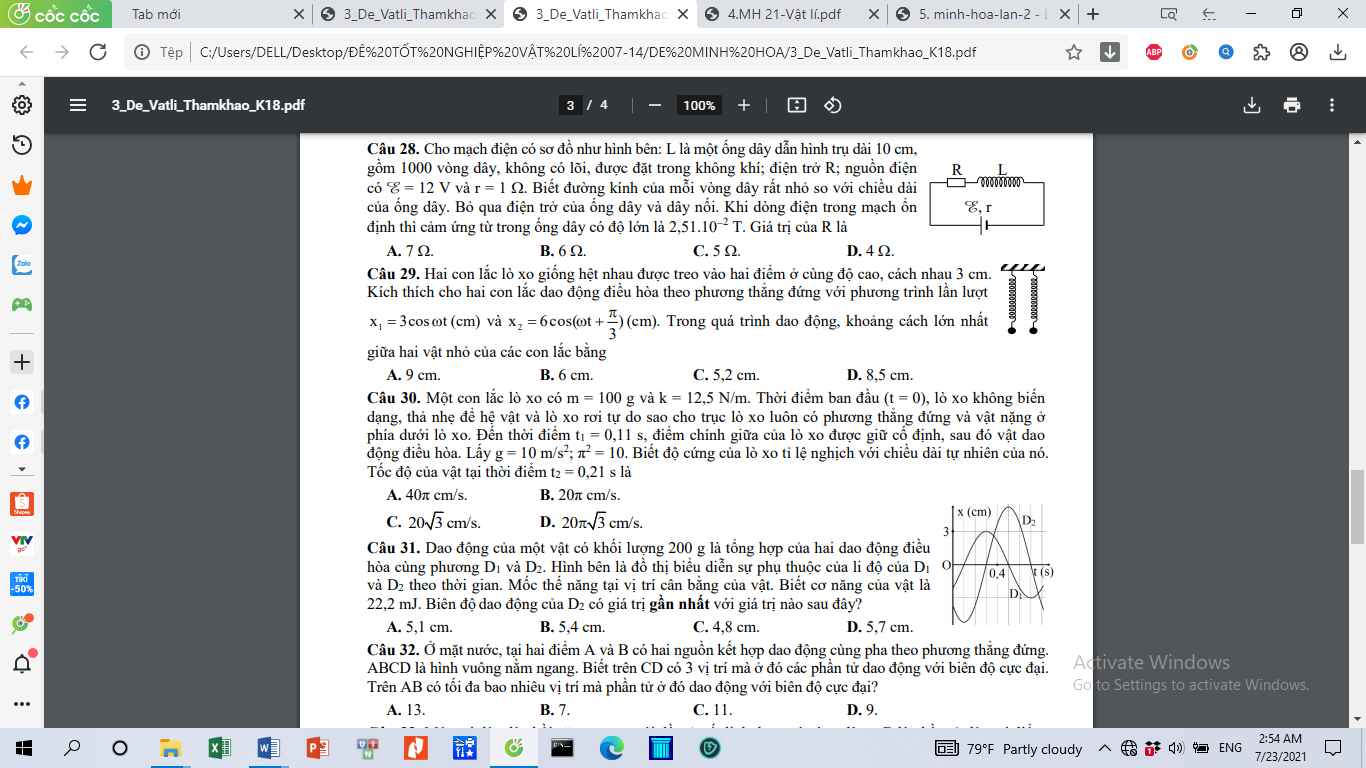 cốc cốc
Tab mới
3_De_Vatli_Thamkhac
3_De_Vatli_Thamkhac
4.MH 21-Vật lí.pdf
5. minh-hoa-lan-2 - L
Tệp
C:/Users/DELL/Desktop/ĐỀ%20TỐT%20NGHIỆP%20VẬT%20LÍ%2007-14/DE%20MINH%20HOA/3_De_Vatli_Thamkhao_K18.pdf
ABP
3_De_Vatli_Thamkhao_K18.pdf
3 / 4
100%
Câu 28. Cho mạch điện có sơ đồ như hình bên: L là một ống dây dẫn hình trụ dài 10 cm,
gồm 1000 vòng dây, không có lõi, được đặt trong không khí; điện trở R; nguồn điện
có ℰ = 12 V và r = 1 Ω. Biết đường kính của mỗi vòng dây rất nhỏ so với chiều dài
của ống dây. Bỏ qua điện trở của ống dây và dây nối. Khi dòng điện trong mạch ổn
định thì cảm ứng từ trong ống dây có độ lớn là 2,51.10⁻² T. Giá trị của R là
R L
ℰ, r
A. 7 Ω. B. 6 Ω. C. 5 Ω. D. 4 Ω.
Câu 29. Hai con lắc lò xo giống hệt nhau được treo vào hai điểm ở cùng độ cao, cách nhau 3 cm.
Kích thích cho hai con lắc dao động điều hòa theo phương thẳng đứng với phương trình lần lượt
x₁ = 3cos ωt (cm) và x₂ = 6cos(ωt + π/3) (cm). Trong quá trình dao động, khoảng cách lớn nhất
giữa hai vật nhỏ của các con lắc bằng
A. 9 cm. B. 6 cm. C. 5,2 cm. D. 8,5 cm.
Câu 30. Một con lắc lò xo có m = 100 g và k = 12,5 N/m. Thời điểm ban đầu (t = 0), lò xo không biến
dạng, thả nhẹ để hệ vật và lò xo rơi tự do sao cho trục lò xo luôn có phương thẳng đứng và vật nặng ở
phía dưới lò xo. Đến thời điểm t₁ = 0,11 s, điểm chính giữa của lò xo được giữ cố định, sau đó vật dao
động điều hòa. Lấy g = 10 m/s²; π² = 10. Biết độ cứng của lò xo tỉ lệ nghịch với chiều dài tự nhiên của nó.
Tốc độ của vật tại thời điểm t₂ = 0,21 s là
A. 40π cm/s. B. 20π cm/s.
C. 20√3 cm/s. D. 20π√3 cm/s.
Câu 31. Dao động của một vật có khối lượng 200 g là tổng hợp của hai dao động điều
hòa cùng phương D₁ và D₂. Hình bên là đồ thị biểu diễn sự phụ thuộc của li độ của D₁
và D₂ theo thời gian. Mốc thế năng tại vị trí cân bằng của vật. Biết cơ năng của vật là
22,2 mJ. Biên độ dao động của D₂ có giá trị gần nhất với giá trị nào sau đây?
x (cm)
D₂
3
O
0,4
t (s)
D₁
A. 5,1 cm. B. 5,4 cm. C. 4,8 cm. D. 5,7 cm.
Câu 32. Ở mặt nước, tại hai điểm A và B có hai nguồn kết hợp dao động cùng pha theo phương thẳng đứng.
ABCD là hình vuông nằm ngang. Biết trên CD có 3 vị trí mà ở đó các phần tử dao động với biên độ cực đại.
Trên AB có tối đa bao nhiêu vị trí mà phần tử ở đó dao động với biên độ cực đại?
A. 13. B. 7. C. 11. D. 9.
Activate Windows
Go to Settings to activate Windows.
Zalo
Shopee
VTV
go
TIKI
-50%
79°F Partly cloudy
ENG
2:54 AM
7/23/2021